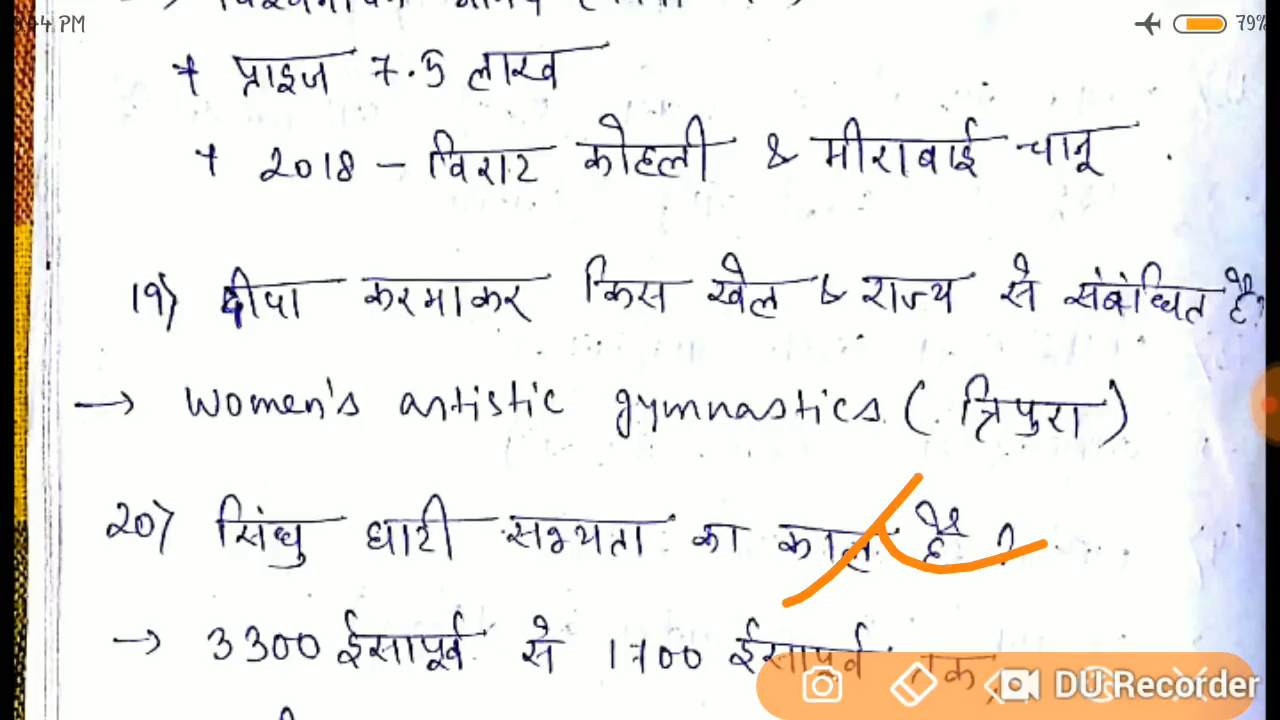 79%
+ प्राइज 7.5 लाख
+ 2018 - विराट कोहली & मीराबाई चानू .
19) दीपा करमाकर किस खेल & राज्य से संबंधित है?
→ women's artistic gymnastics (त्रिपुरा)
20) सिंधु घाटी सभ्यता का काल है ?
→ 3300 ईसापूर्व से 1700 ईसापूर्व तक
DU Recorder